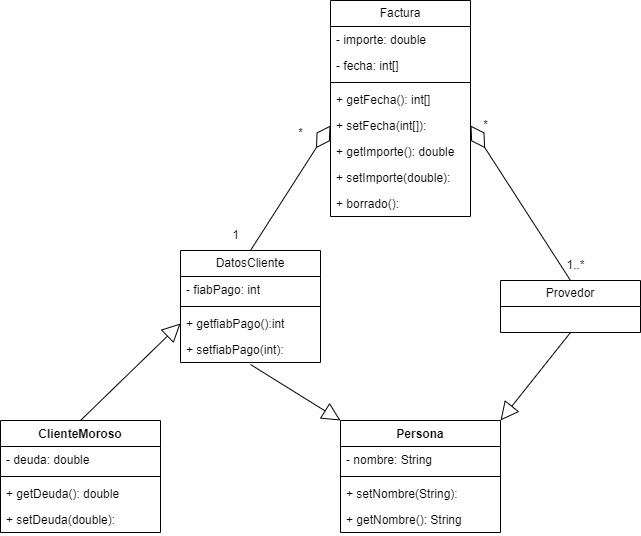 Factura
- importe: double
- fecha: int[]
+ getFecha(): int[]
+ setFecha(int[]):
+ getImporte(): double
+ setImporte(double):
+ borrado():
*
*
1
1..*
DatosCliente
- fiabPago: int
+ getfiabPago():int
+ setfiabPago(int):
Provedor
ClienteMoroso
- deuda: double
+ getDeuda(): double
+ setDeuda(double):
Persona
- nombre: String
+ setNombre(String):
+ getNombre(): String